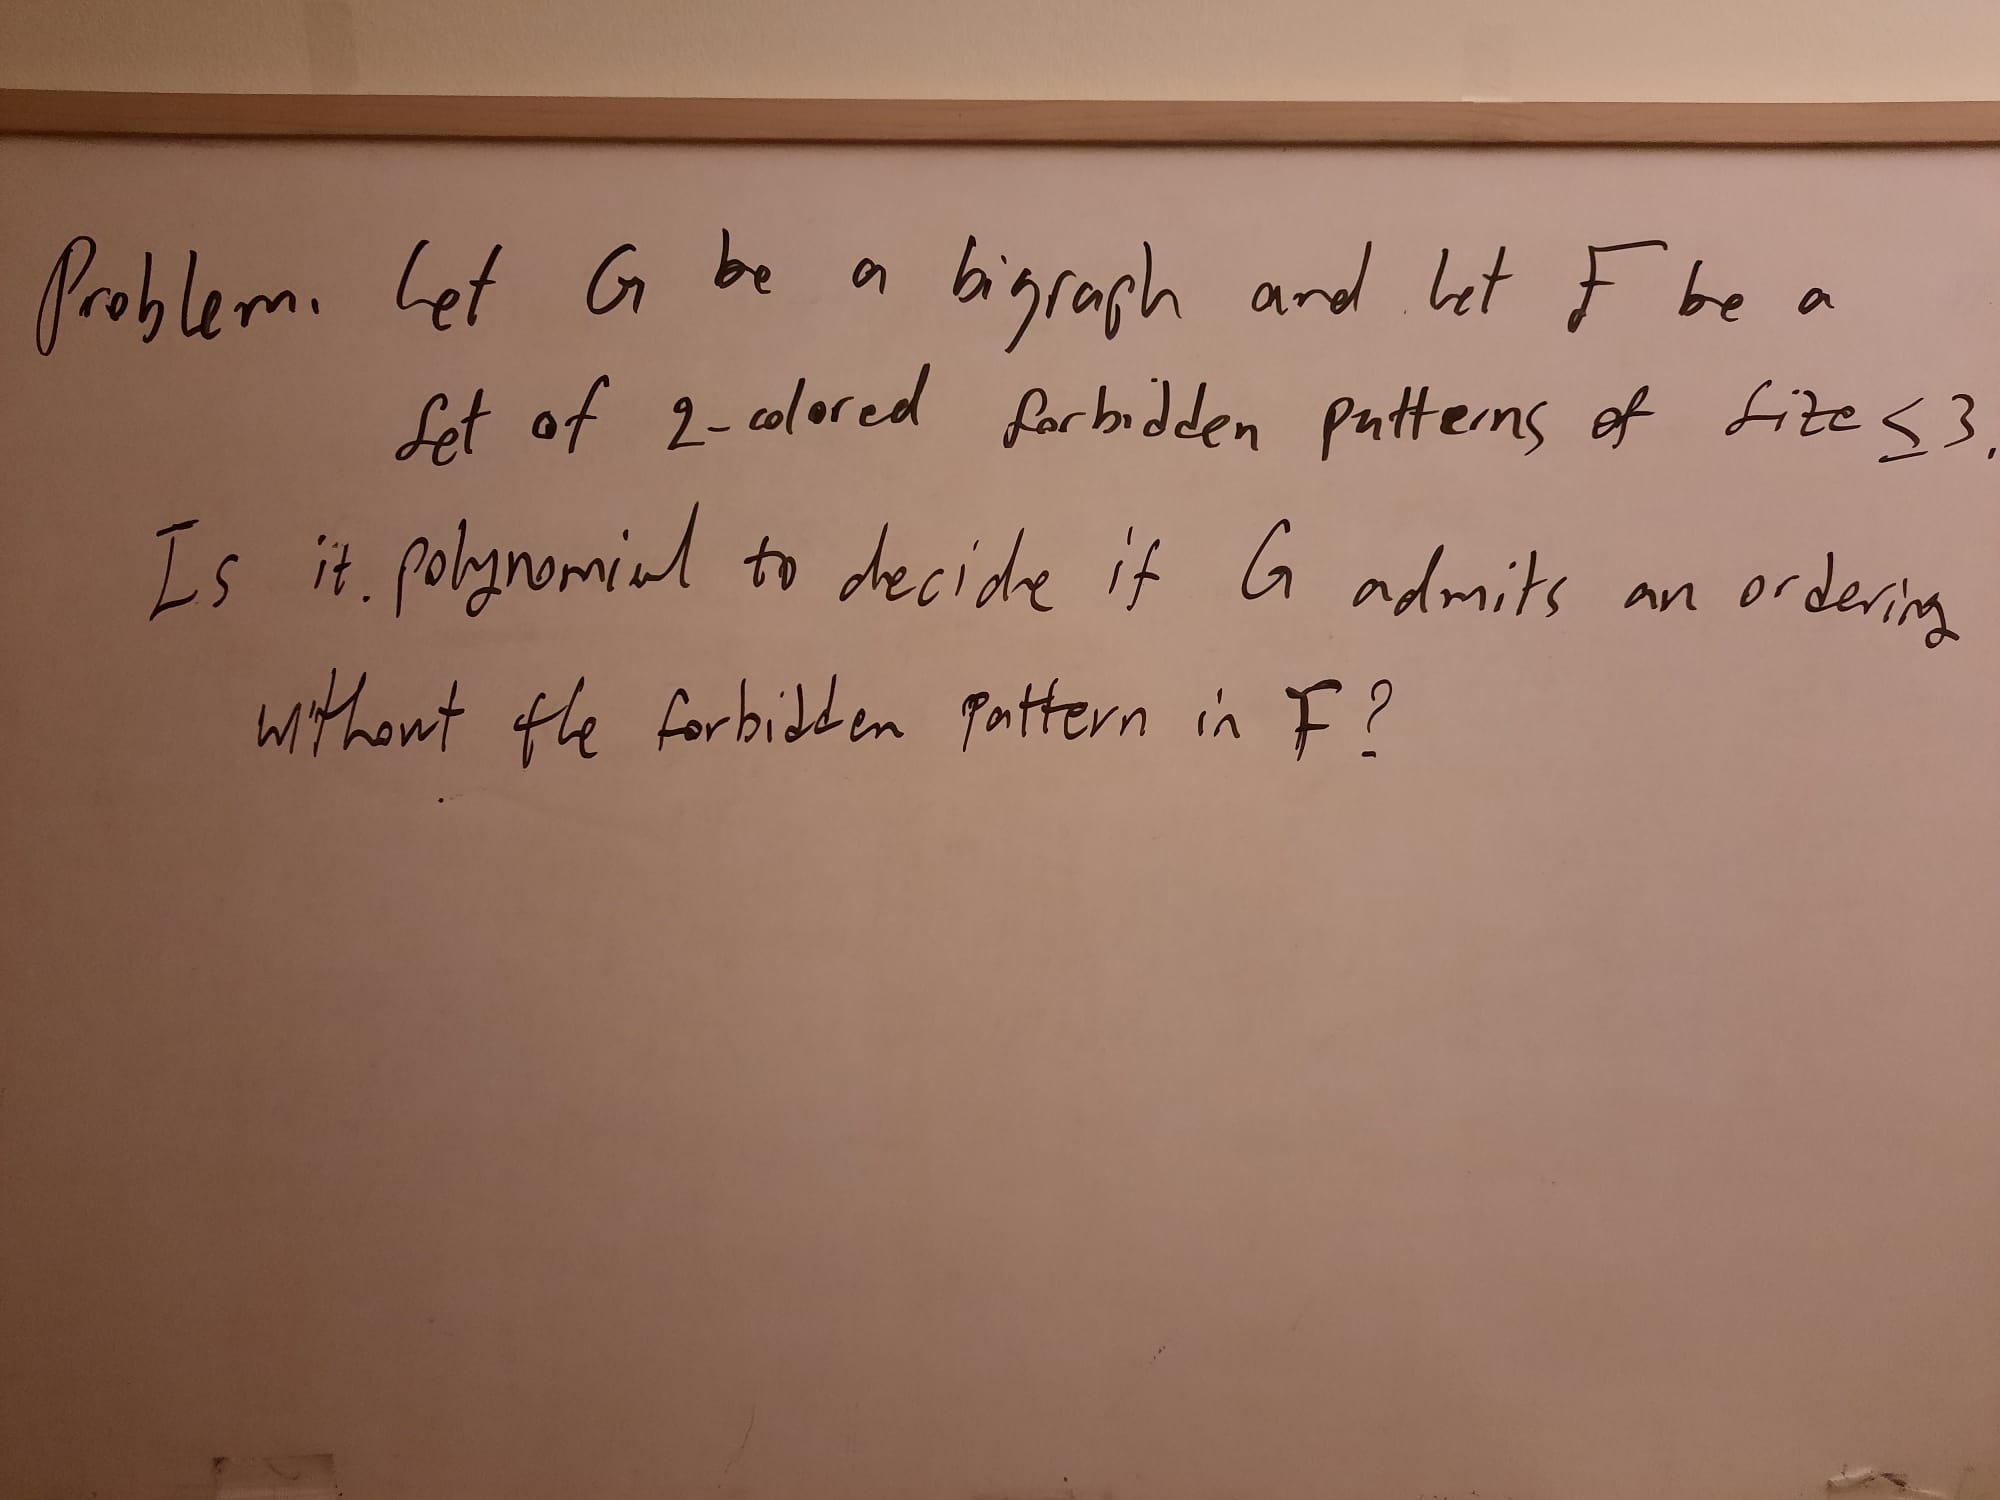 Problem. Let G be a bigraph and let F be a
set of 2-colored forbidden patterns of size ≤ 3.
Is it polynomial to decide if G admits an ordering
without the forbidden pattern in F?